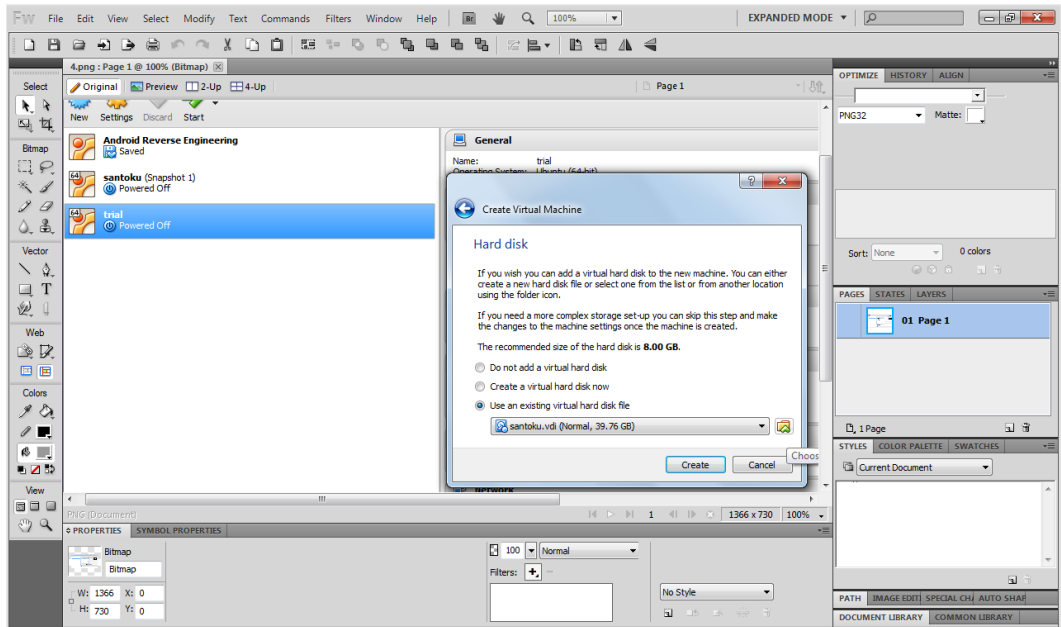 Fw File Edit View Select Modify Text Commands Filters Window Help Br 100% EXPANDED MODE
4.png : Page 1 @ 100% (Bitmap)
Original Preview 2-Up 4-Up Page 1
Select
Bitmap
Vector
Web
Colors
View
New Settings Discard Start
Android Reverse Engineering
Saved
64 santoku (Snapshot 1)
Powered Off
64 trial
Powered Off
General
Name: trial
Operating System: Ubuntu (64-bit)
Create Virtual Machine
Hard disk
If you wish you can add a virtual hard disk to the new machine. You can either
create a new hard disk file or select one from the list or from another location
using the folder icon.
If you need a more complex storage set-up you can skip this step and make
the changes to the machine settings once the machine is created.
The recommended size of the hard disk is 8.00 GB.
Do not add a virtual hard disk
Create a virtual hard disk now
Use an existing virtual hard disk file
santoku.vdi (Normal, 39.76 GB)
Choos
Create Cancel
Network
PNG (Document) 1 1366 x 730 100%
PROPERTIES SYMBOL PROPERTIES
Bitmap
Bitmap
W: 1366 X: 0
H: 730 Y: 0
100 Normal
Filters:
No Style
OPTIMIZE HISTORY ALIGN
PNG32 Matte:
Sort: None 0 colors
PAGES STATES LAYERS
01 Page 1
1 Page
STYLES COLOR PALETTE SWATCHES
Current Document
PATH IMAGE EDITI SPECIAL CHA AUTO SHAP
DOCUMENT LIBRARY COMMON LIBRARY